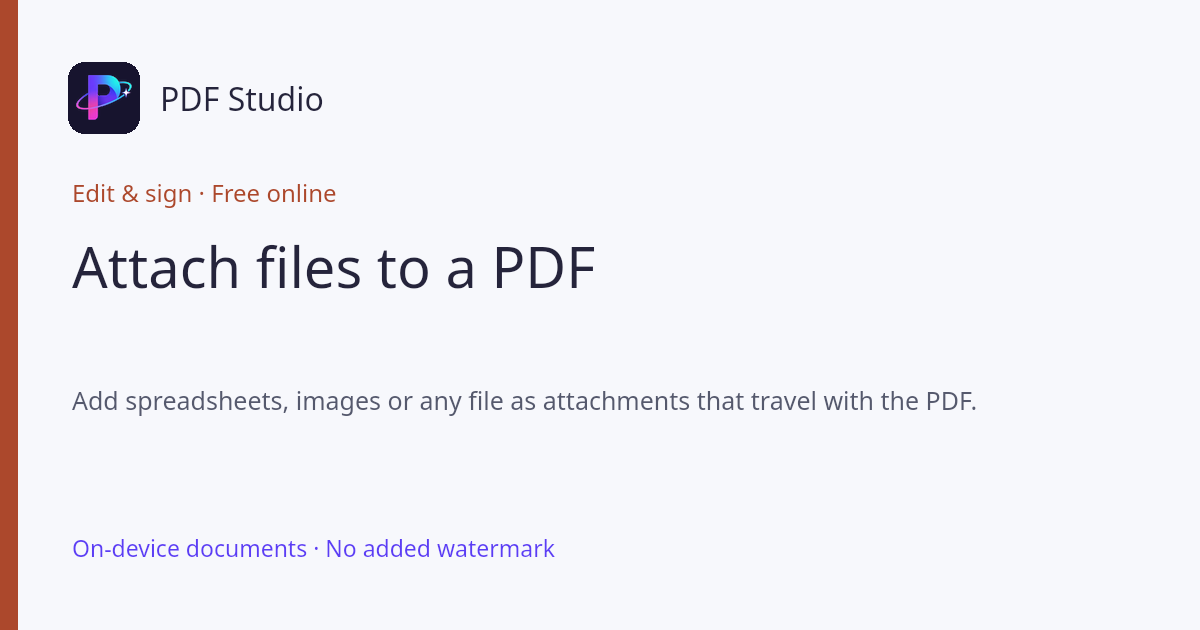 PDF Studio
Edit & sign · Free online
Attach files to a PDF
Add spreadsheets, images or any file as attachments that travel with the PDF.
On-device documents · No added watermark